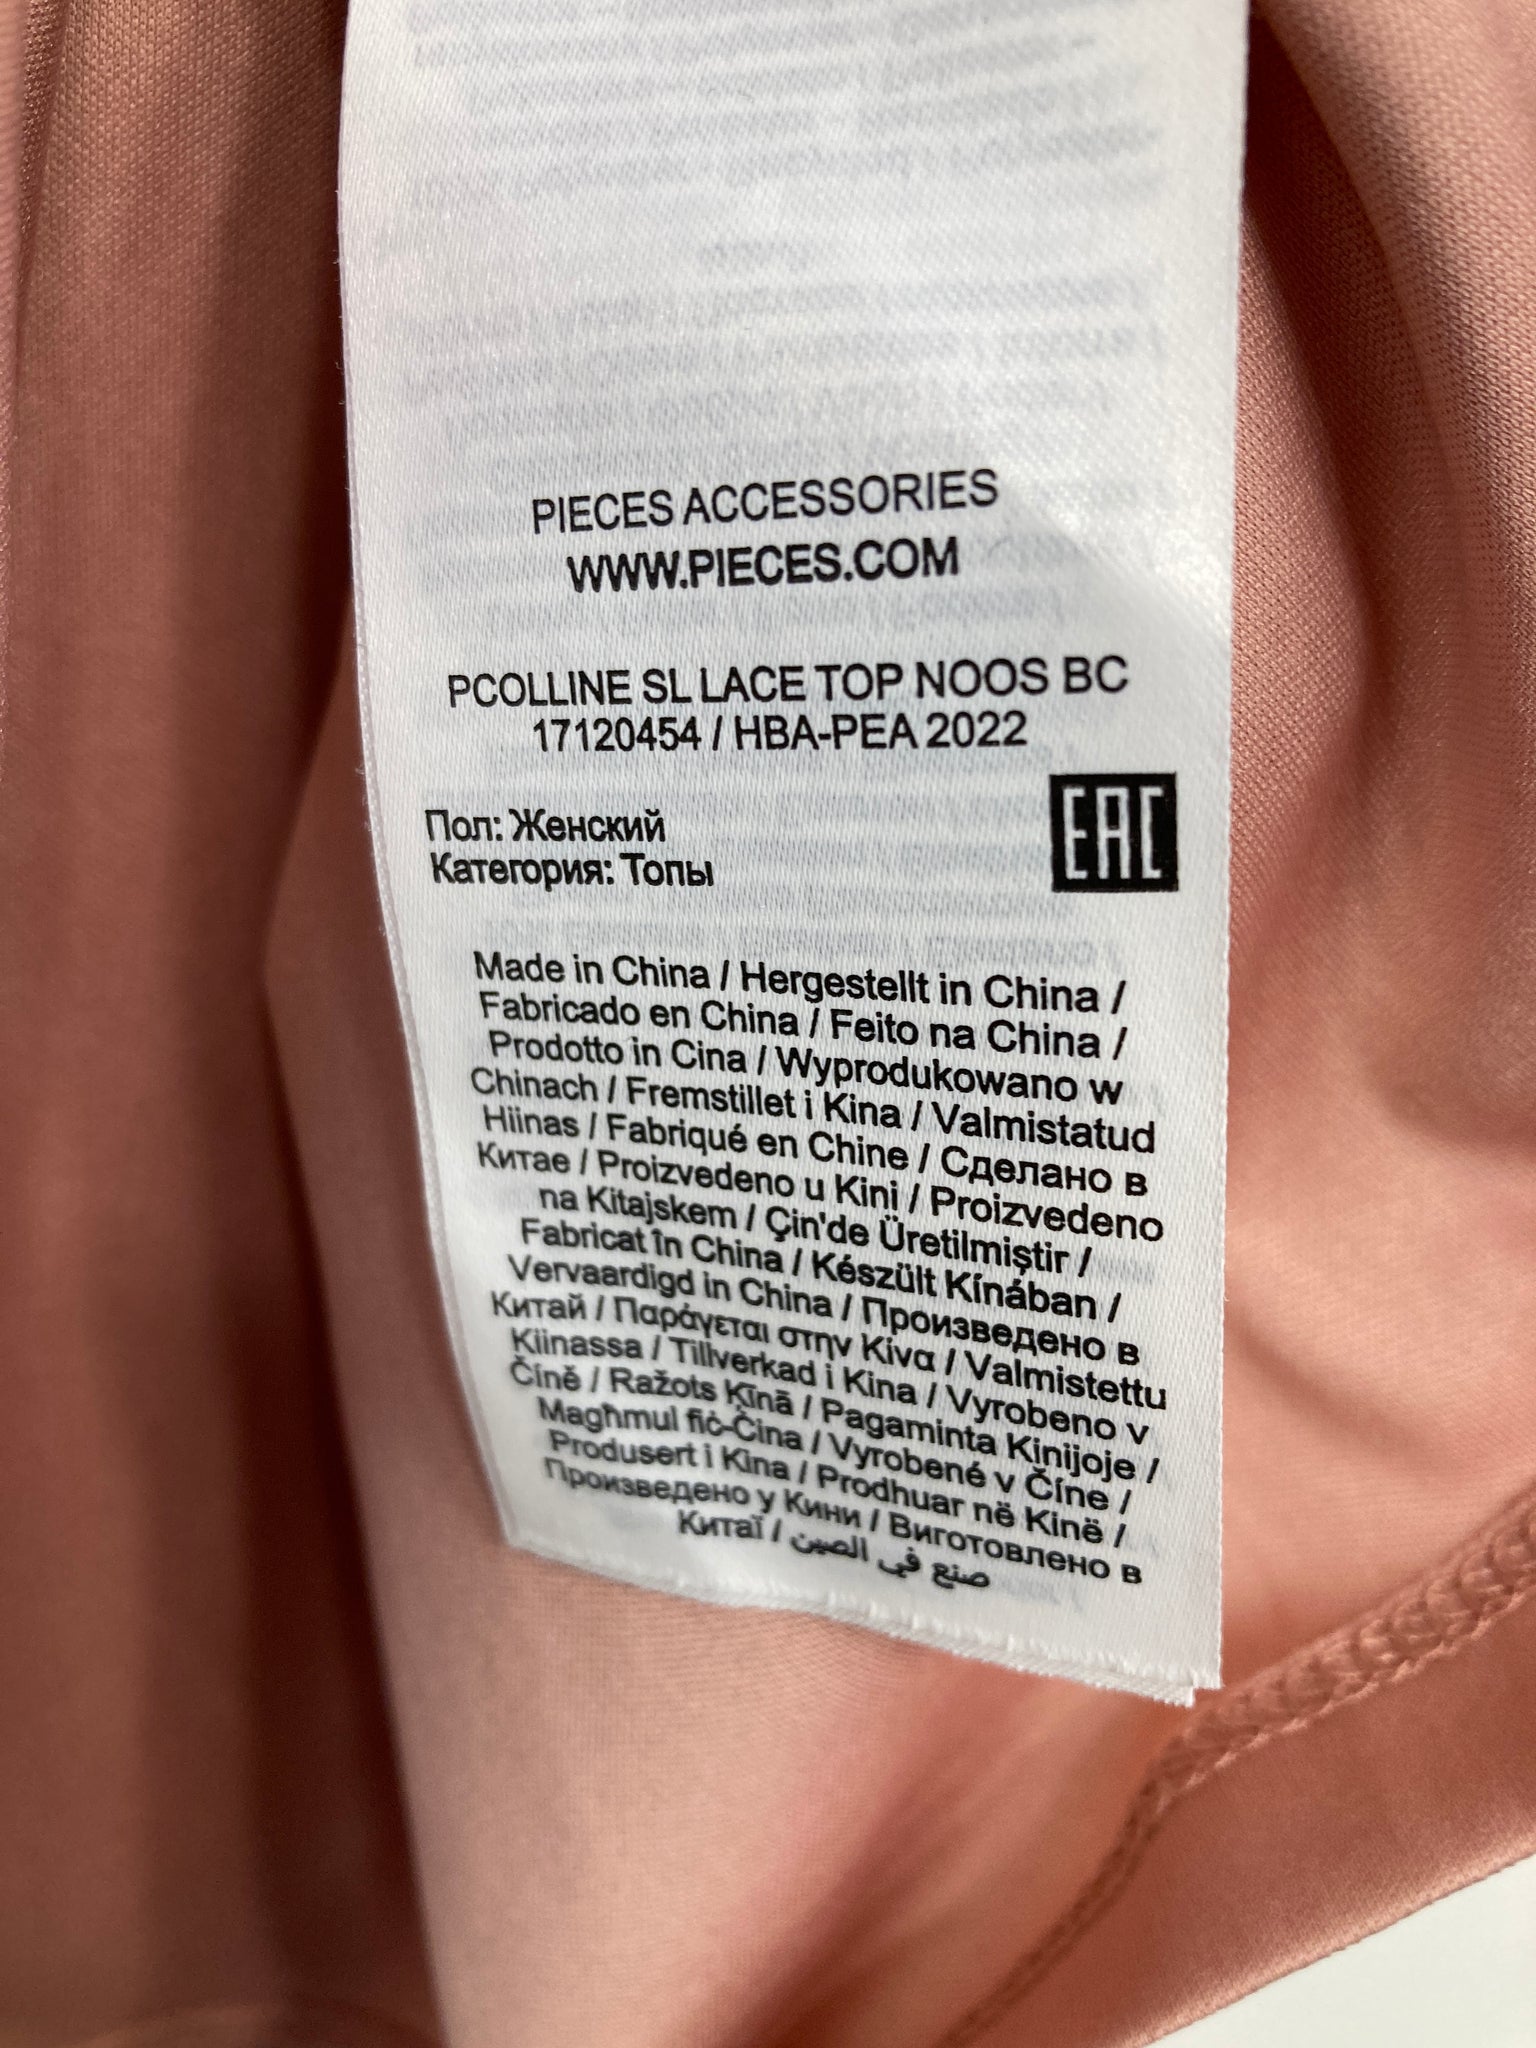 PIECES ACCESSORIES
WWW.PIECES.COM
PCOLLINE SL LACE TOP NOOS BC
17120454 / HBA-PEA 2022
Пол: Женский
Категория: Топы
EAC
Made in China / Hergestellt in China /
Fabricado en China / Feito na China /
Prodotto in Cina / Wyprodukowano w
Chinach / Fremstillet i Kina / Valmistatud
Hiinas / Fabriqué en Chine / Сделано в
Китае / Proizvedeno u Kini / Proizvedeno
na Kitajskem / Çin'de Üretilmiştir /
Fabricat în China / Készült Kínában /
Vervaardigd in China / Произведено в
Китай / Παράγεται στην Κίνα / Valmistettu
Kiinassa / Tillverkad i Kina / Vyrobeno v
Číně / Ražots Ķīnā / Pagaminta Kinijoje /
Magħmul fiċ-Ċina / Vyrobené v Číne /
Produsert i Kina / Prodhuar në Kinë /
Произведено у Кини / Виготовлено в
Китаї / صنع في الصين